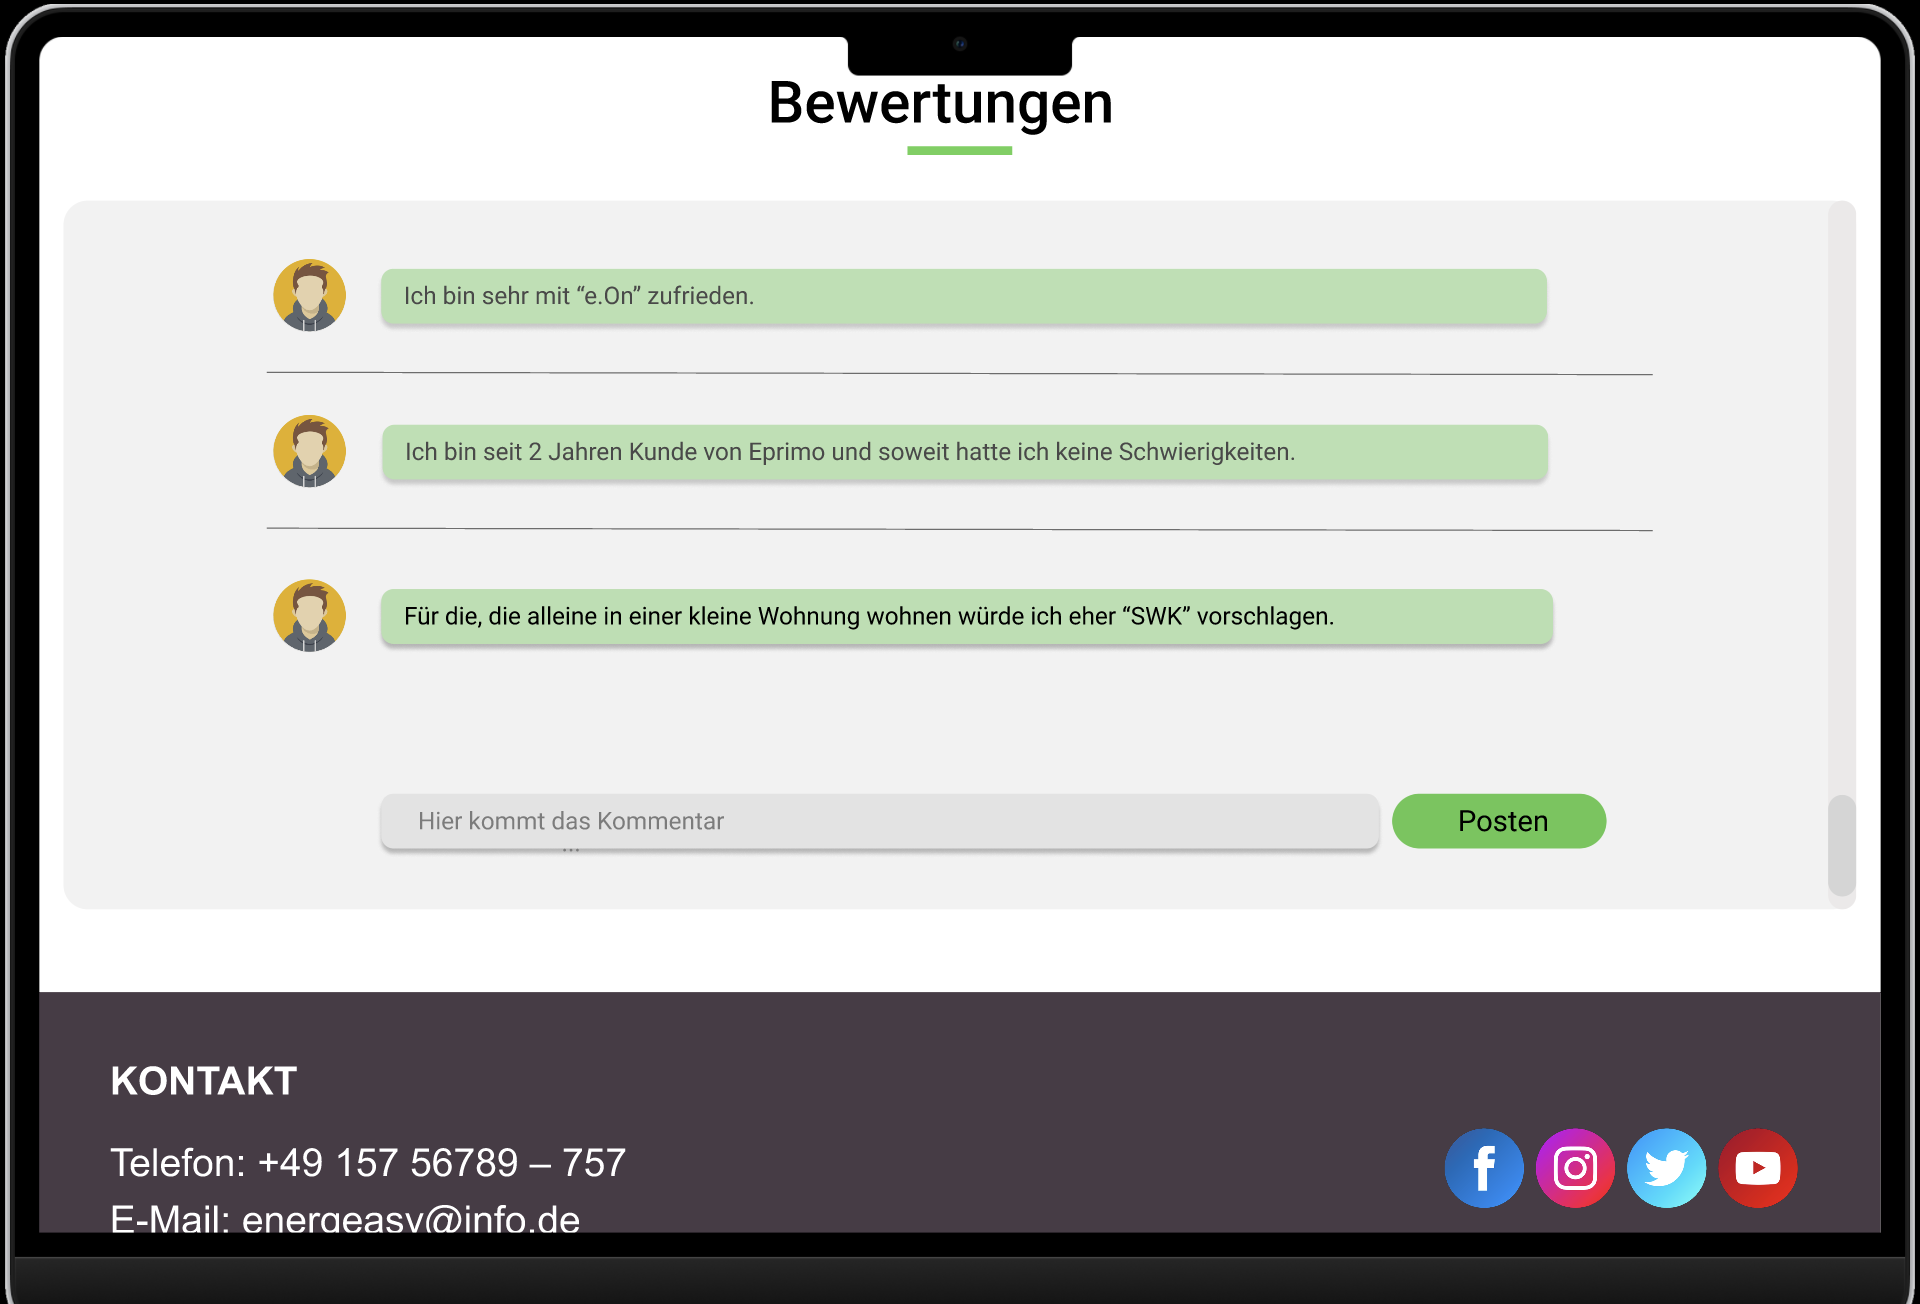 Bewertungen
Ich bin sehr mit “e.On” zufrieden.
Ich bin seit 2 Jahren Kunde von Eprimo und soweit hatte ich keine Schwierigkeiten.
Für die, die alleine in einer kleine Wohnung wohnen würde ich eher “SWK” vorschlagen.
Hier kommt das Kommentar
...
Posten
KONTAKT
Telefon: +49 157 56789 – 757
E-Mail: energeasy@info.de